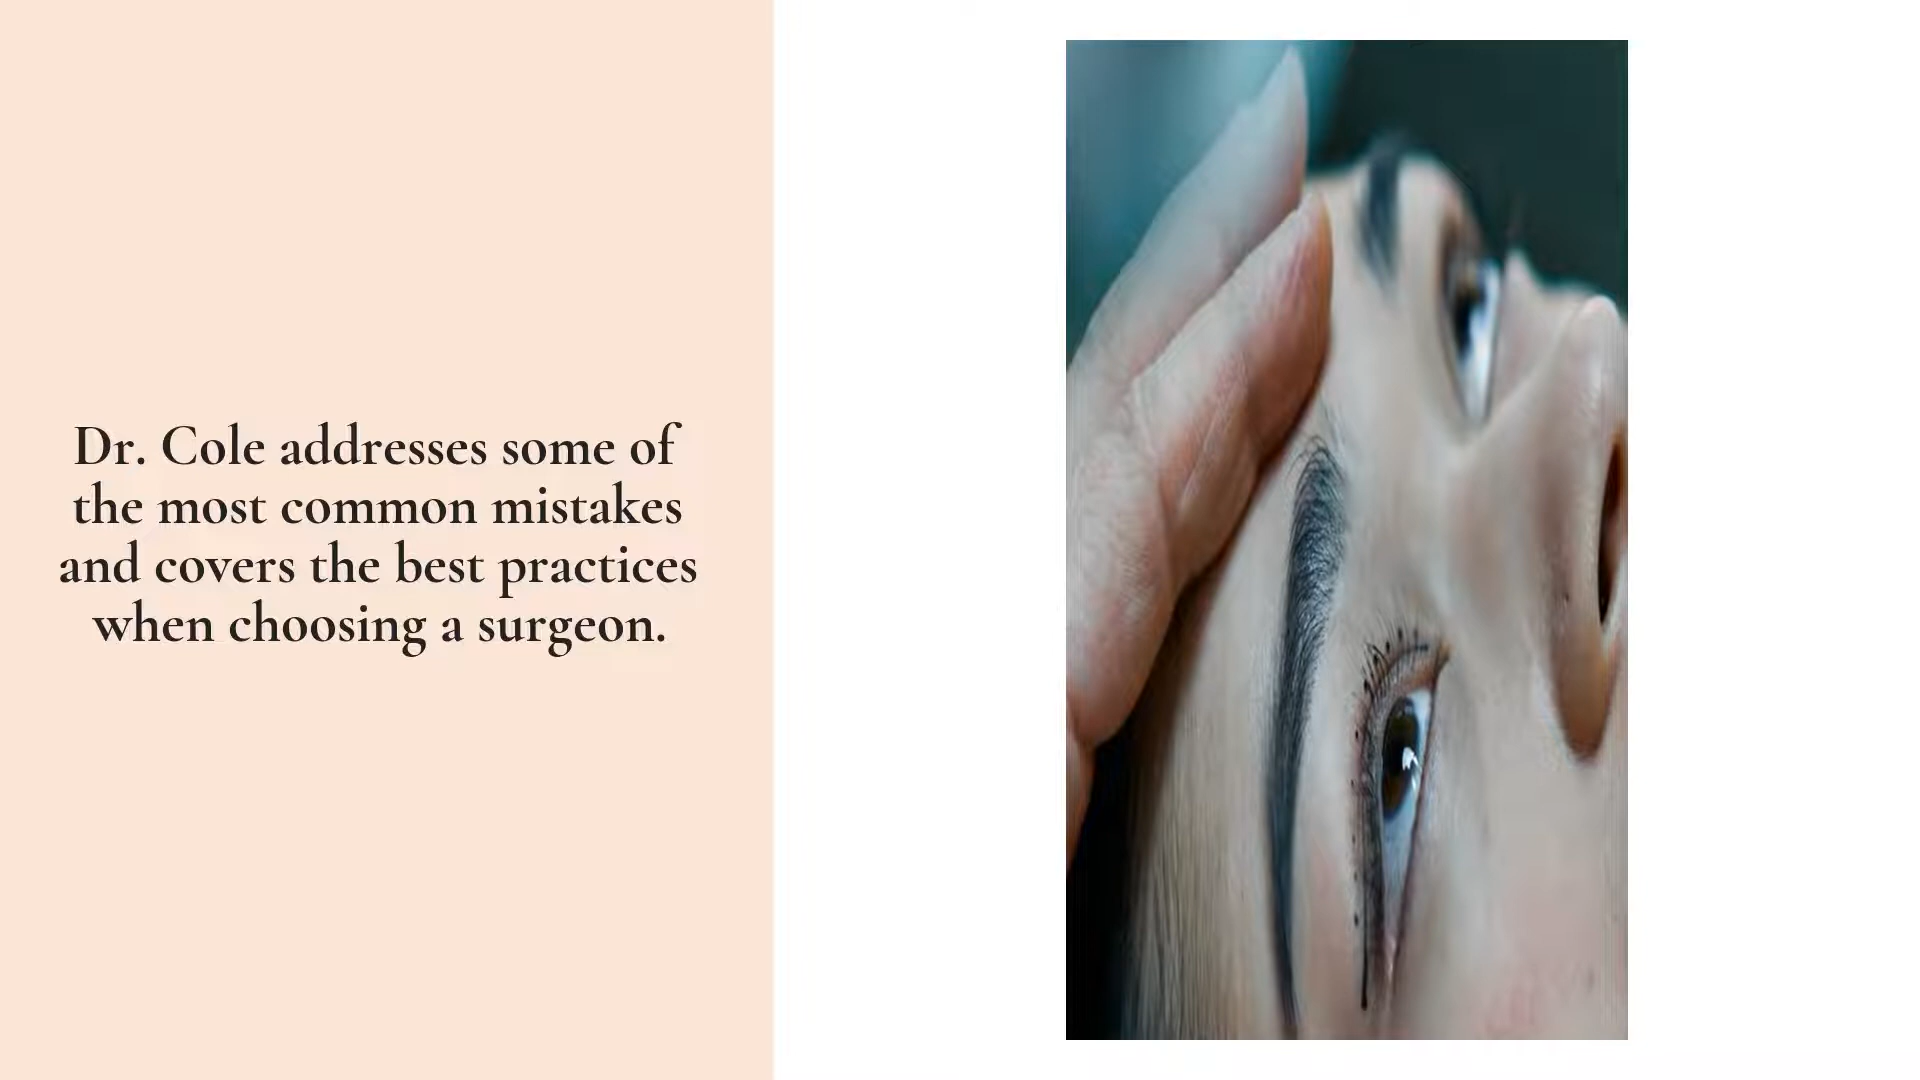 Dr. Cole addresses some of
the most common mistakes
and covers the best practices
when choosing a surgeon.